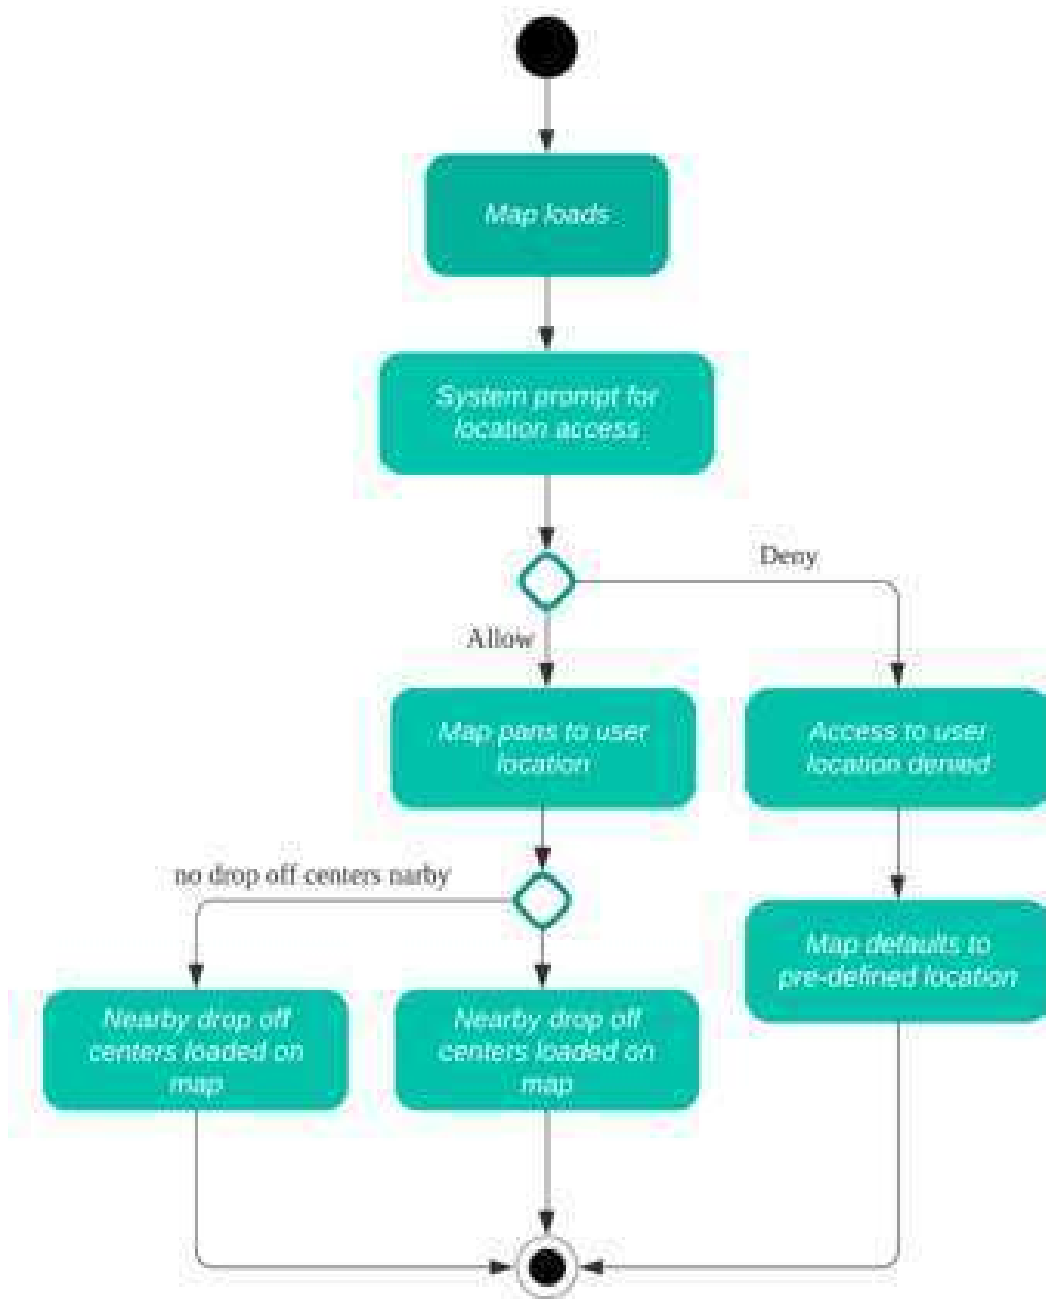 Map loads
System prompt for
location access
Deny
Allow
Map pans to user
location
Access to user
location denied
no drop off centers narby
Map defaults to
pre-defined location
Nearby drop off
centers loaded on
map
Nearby drop off
centers loaded on
map